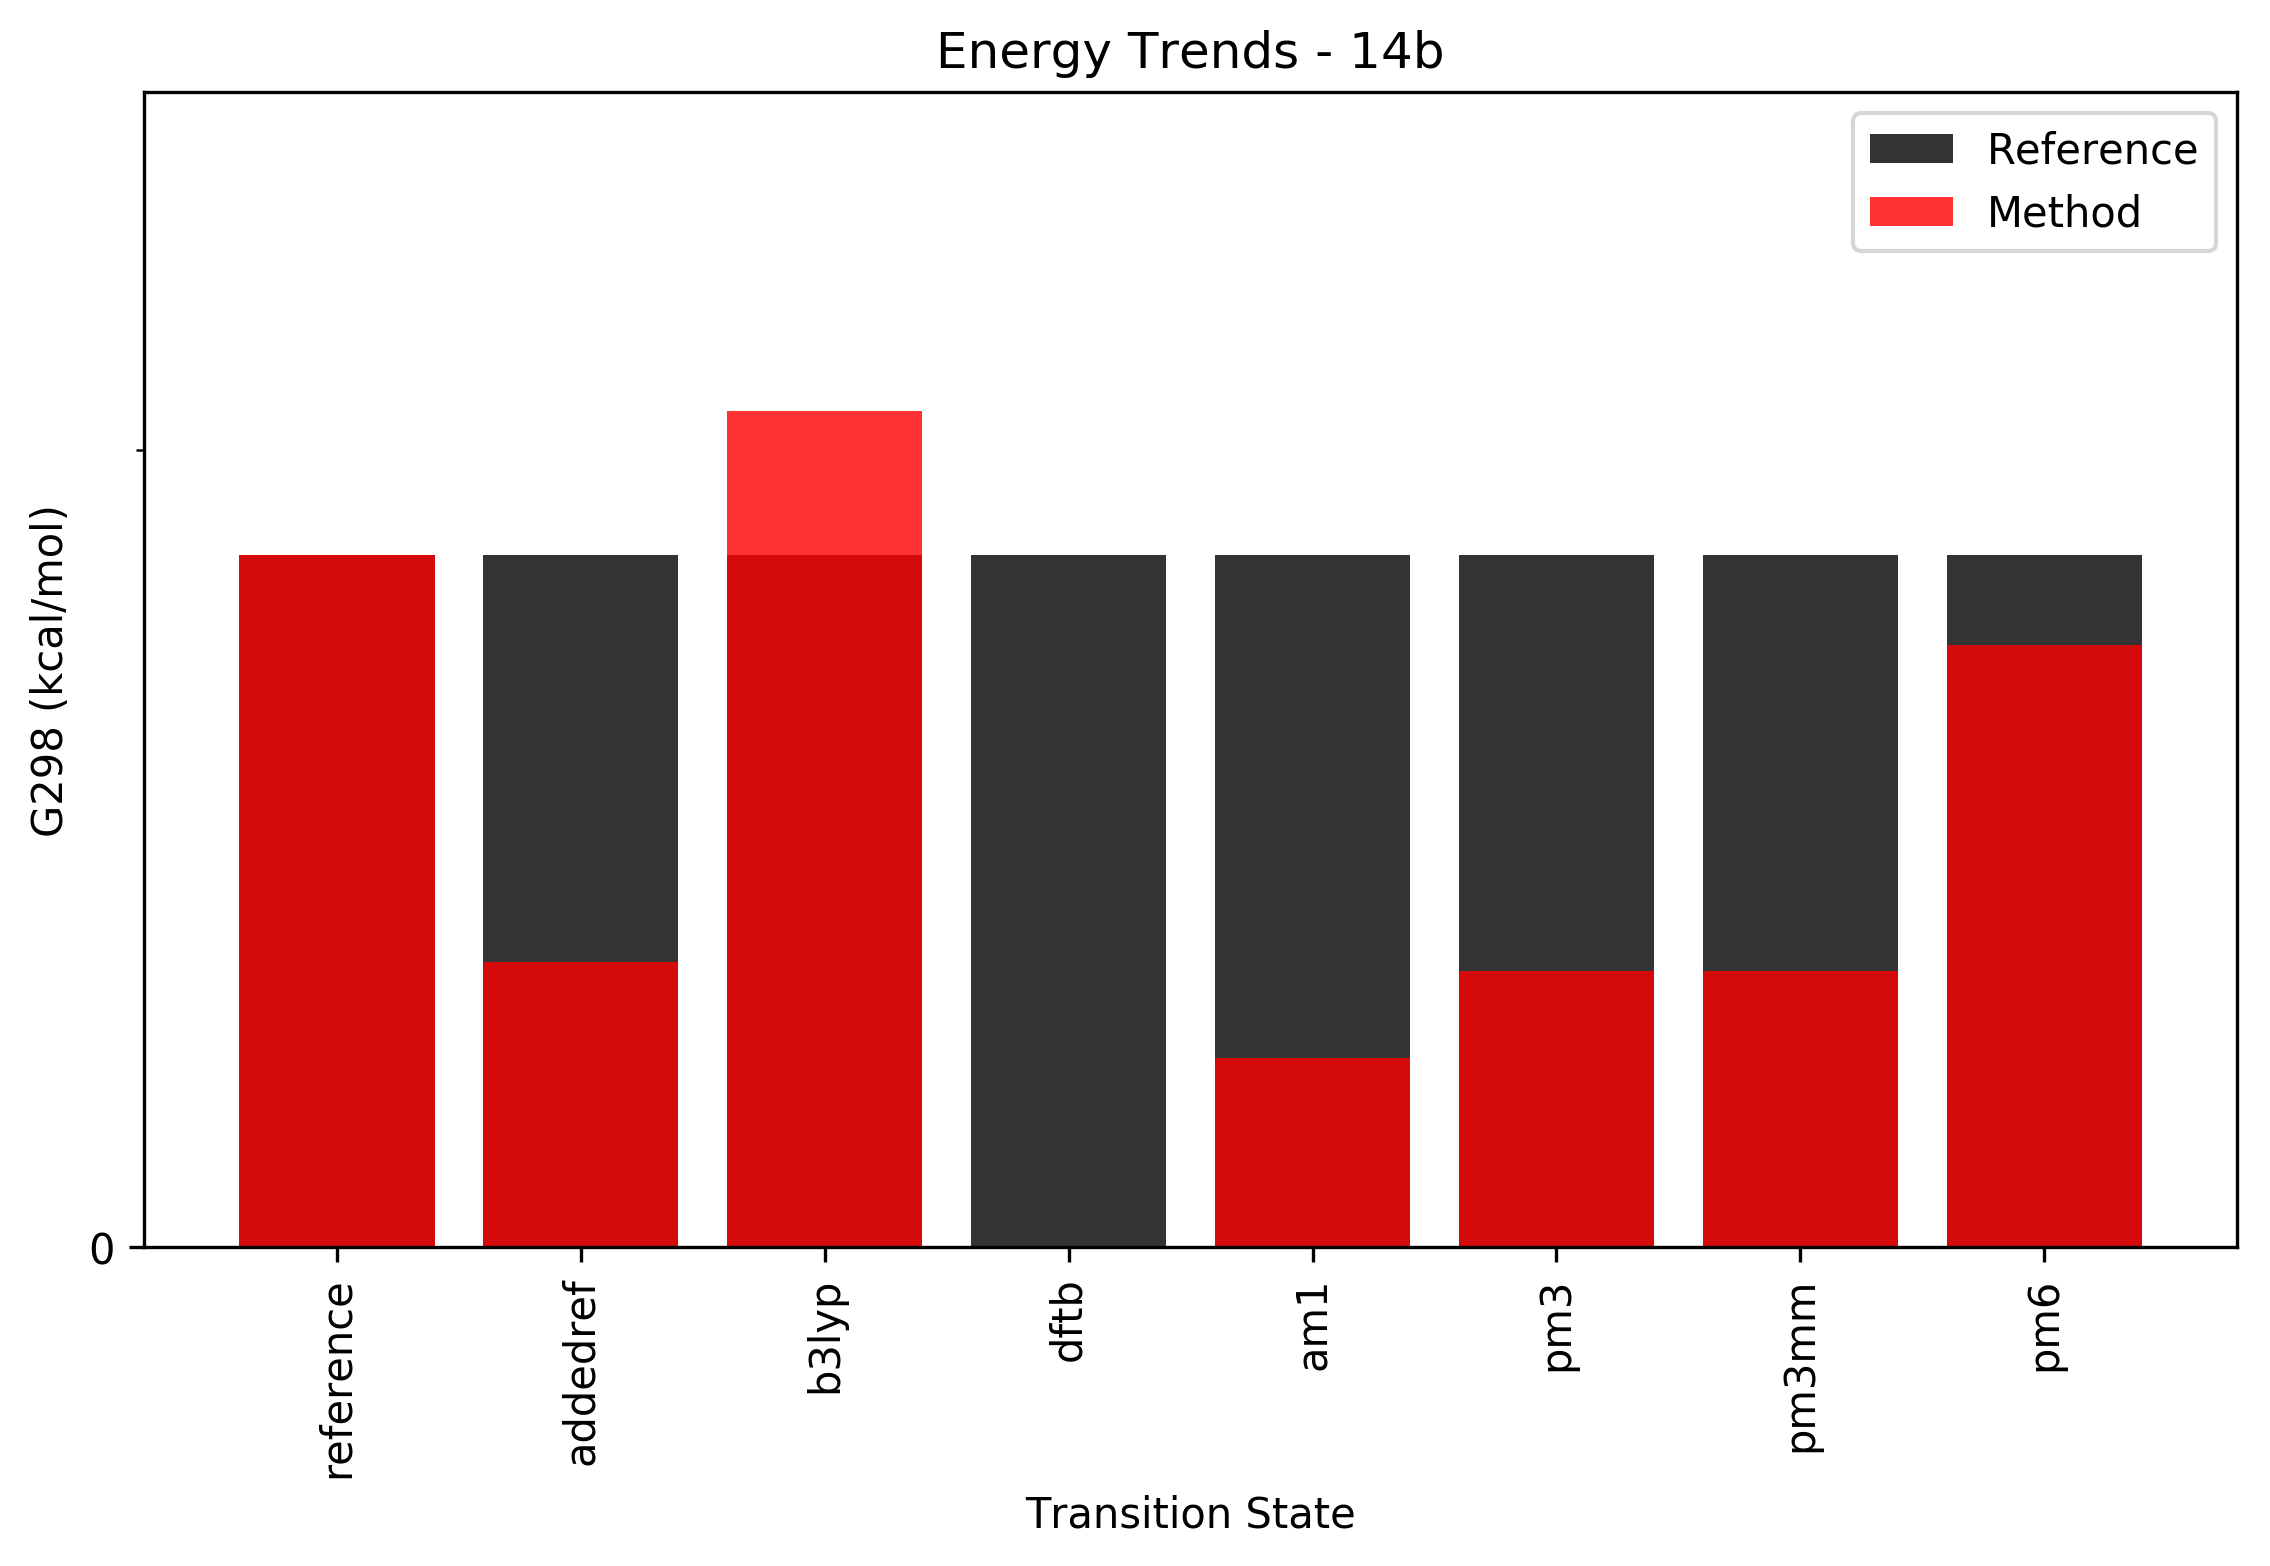 Energy Trends - 14b
Reference
Method
G298 (kcal/mol)
0
reference
addedref
b3lyp
dftb
am1
pm3
pm3mm
pm6
Transition State